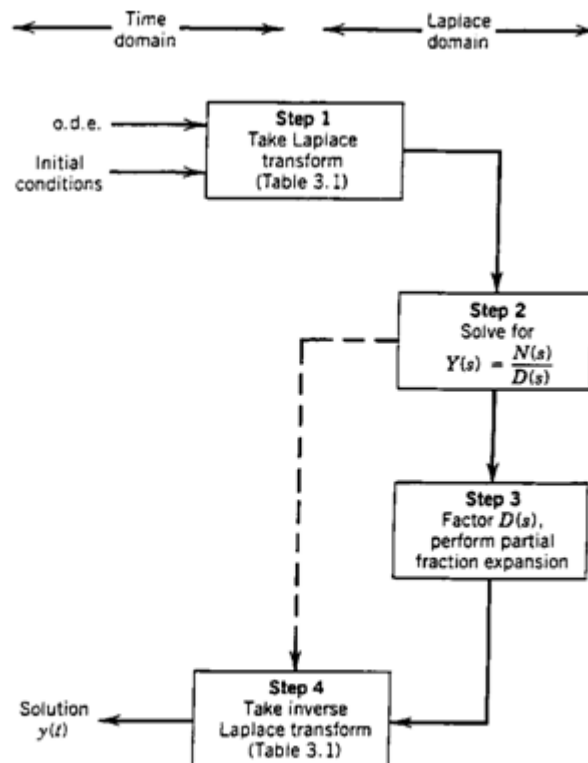 Time
domain
Laplace
domain
o.d.e.
Initial
conditions
Step 1
Take Laplace
transform
(Table 3.1)
Step 2
Solve for
Y(s) = N(s)/D(s)
Step 3
Factor D(s),
perform partial
fraction expansion
Solution
y(t)
Step 4
Take inverse
Laplace transform
(Table 3.1)